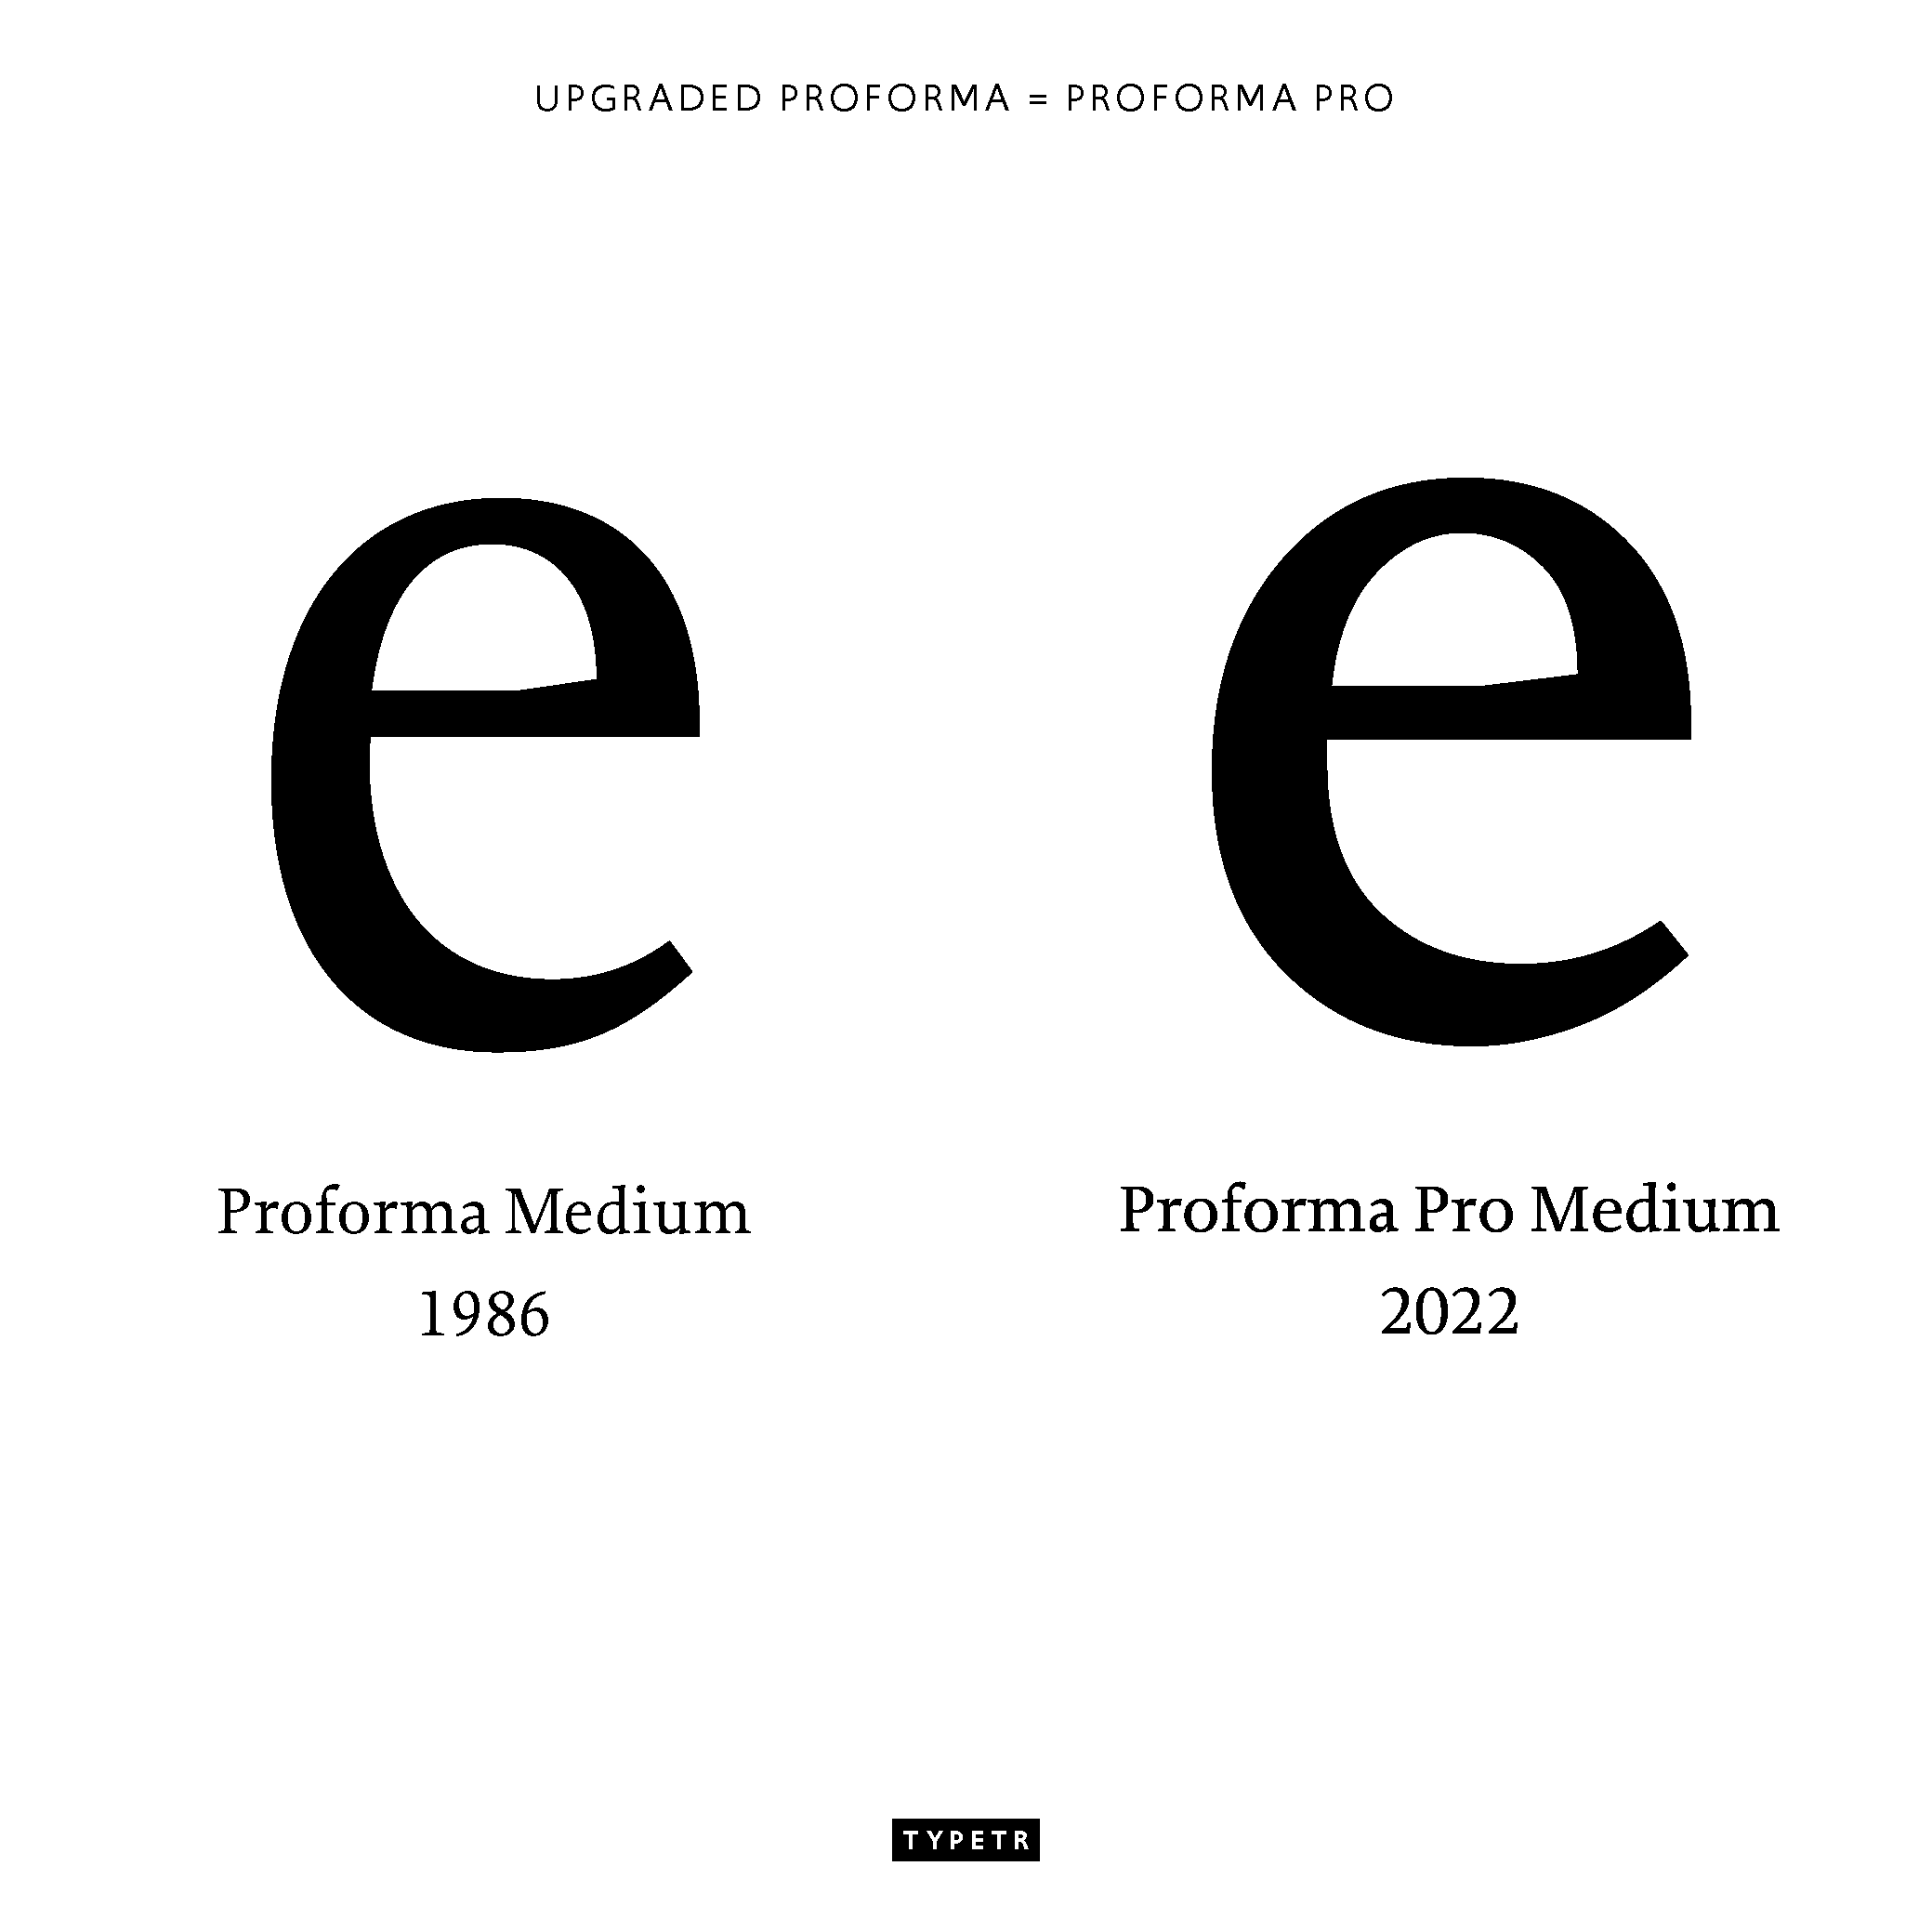 UPGRADED PROFORMA = PROFORMA PRO
e e
Proforma Medium
1986
Proforma Pro Medium
2022
TYPETR